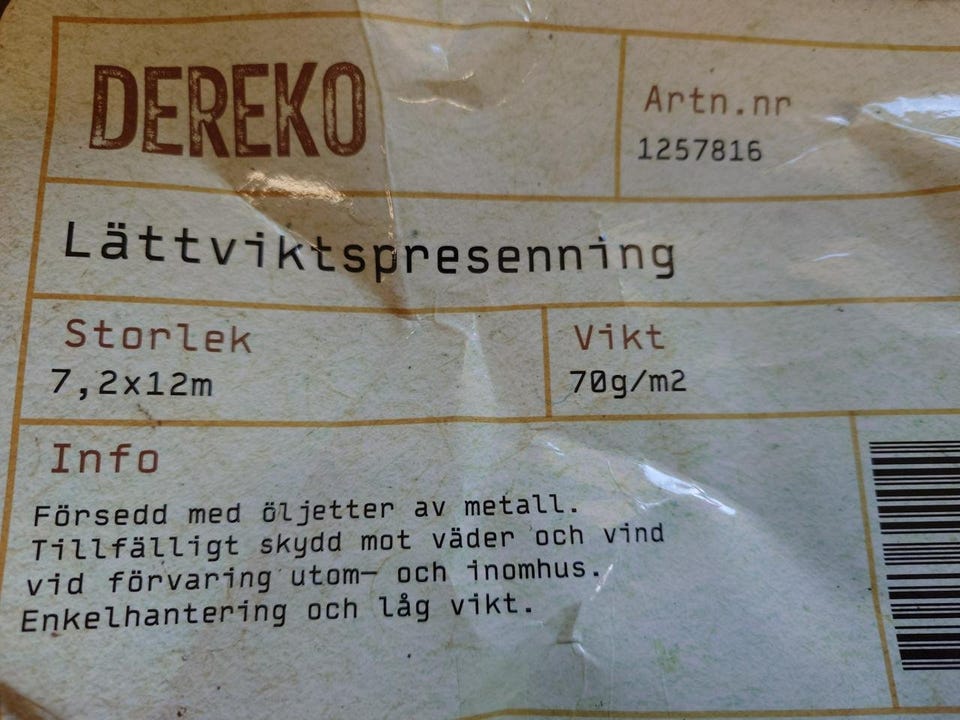 DEREKO
Artn.nr
1257816
Lättviktspresenning
Storlek
7,2x12m
Vikt
70g/m2
Info
Försedd med öljetter av metall.
Tillfälligt skydd mot väder och vind
vid förvaring utom- och inomhus.
Enkelhantering och låg vikt.